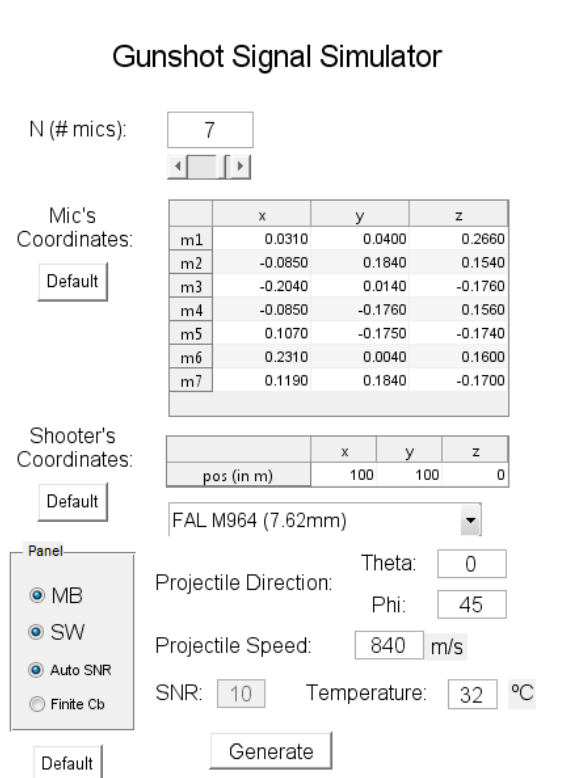 Gunshot Signal Simulator
N (# mics): 7
Mic's
Coordinates:
Default
x y z
m1 0.0310 0.0400 0.2660
m2 -0.0850 0.1840 0.1540
m3 -0.2040 0.0140 -0.1760
m4 -0.0850 -0.1760 0.1560
m5 0.1070 -0.1750 -0.1740
m6 0.2310 0.0040 0.1600
m7 0.1190 0.1840 -0.1700
Shooter's
Coordinates:
Default
x y z
pos (in m) 100 100 0
FAL M964 (7.62mm)
Panel
MB
SW
Auto SNR
Finite Cb
Default
Projectile Direction:
Theta: 0
Phi: 45
Projectile Speed: 840 m/s
SNR: 10 Temperature: 32 ºC
Generate